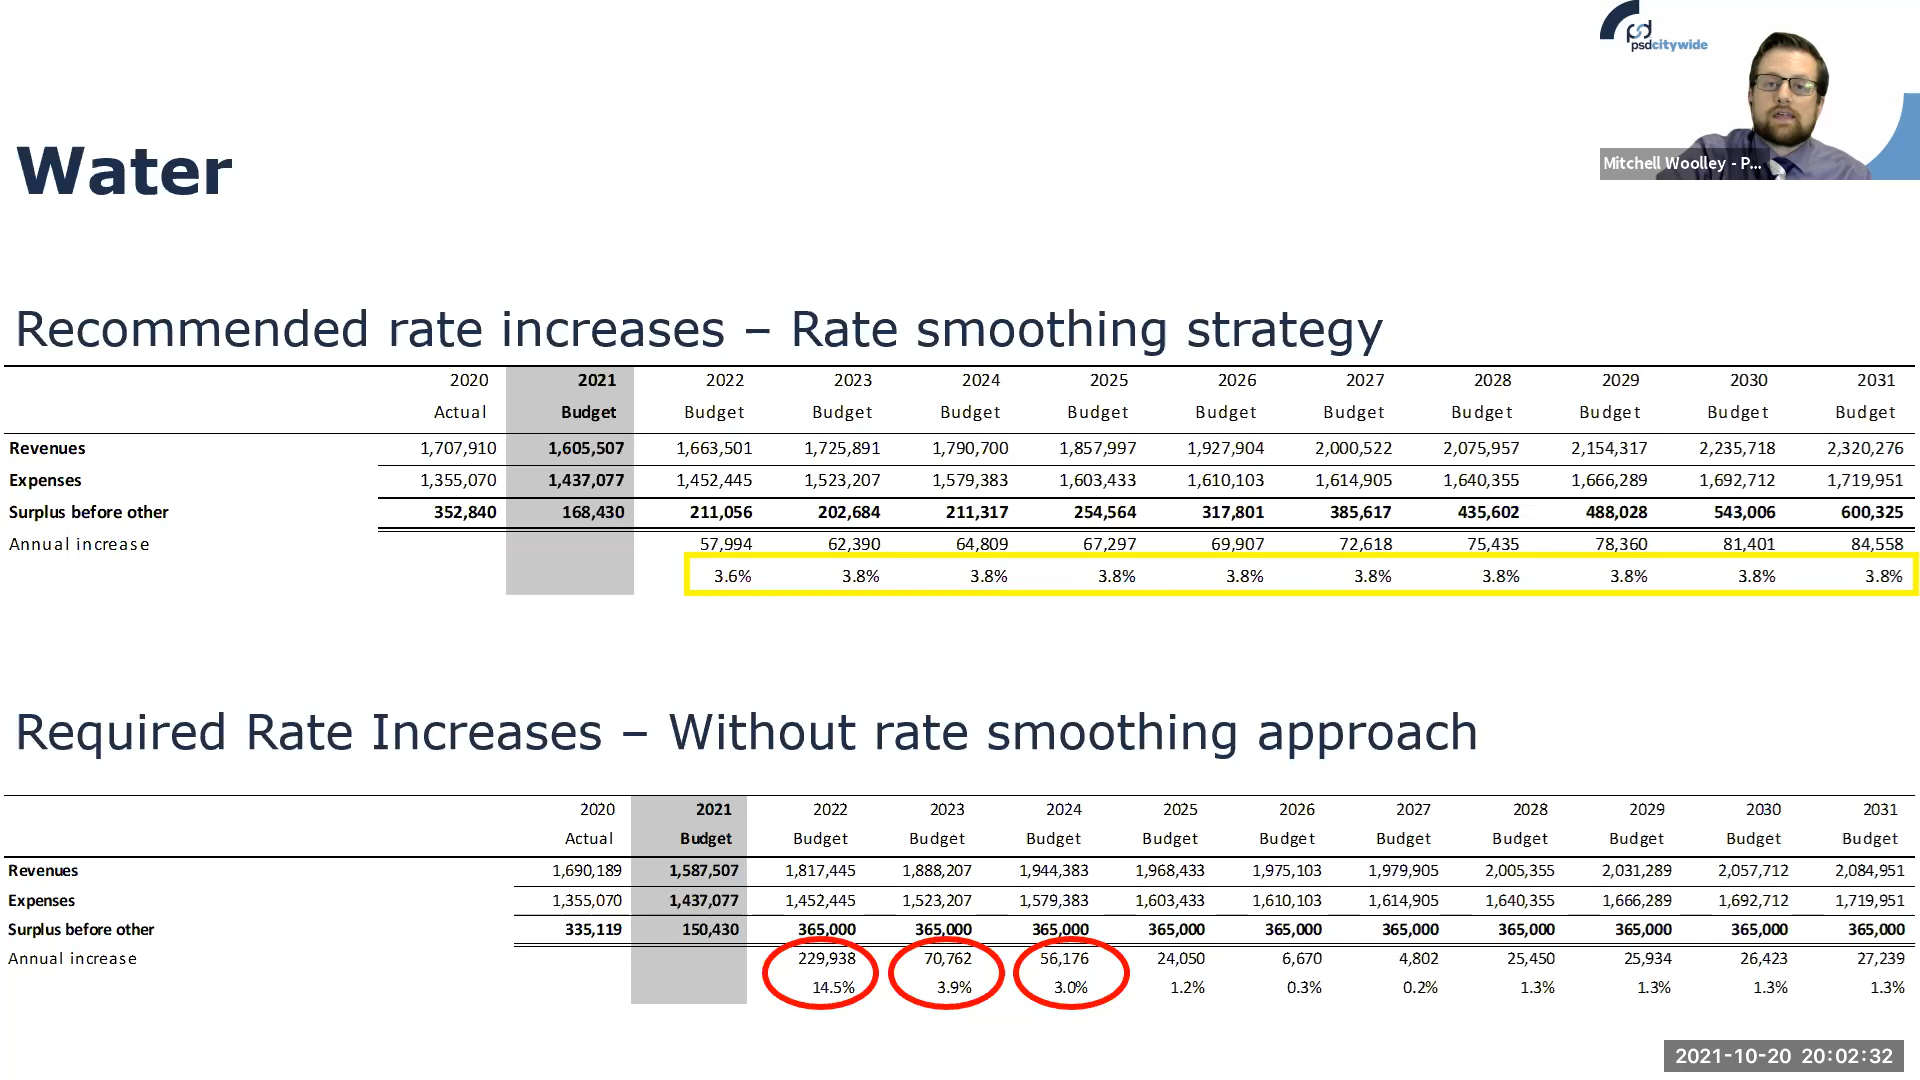 psd
psdcitywide
Mitchell Woolley - P...
Water
Recommended rate increases – Rate smoothing strategy
2020 2021 2022 2023 2024 2025 2026 2027 2028 2029 2030 2031
Actual Budget Budget Budget Budget Budget Budget Budget Budget Budget Budget Budget
Revenues 1,707,910 1,605,507 1,663,501 1,725,891 1,790,700 1,857,997 1,927,904 2,000,522 2,075,957 2,154,317 2,235,718 2,320,276
Expenses 1,355,070 1,437,077 1,452,445 1,523,207 1,579,383 1,603,433 1,610,103 1,614,905 1,640,355 1,666,289 1,692,712 1,719,951
Surplus before other 352,840 168,430 211,056 202,684 211,317 254,564 317,801 385,617 435,602 488,028 543,006 600,325
Annual increase 57,994 62,390 64,809 67,297 69,907 72,618 75,435 78,360 81,401 84,558
3.6% 3.8% 3.8% 3.8% 3.8% 3.8% 3.8% 3.8% 3.8% 3.8%
Required Rate Increases – Without rate smoothing approach
2020 2021 2022 2023 2024 2025 2026 2027 2028 2029 2030 2031
Actual Budget Budget Budget Budget Budget Budget Budget Budget Budget Budget Budget
Revenues 1,690,189 1,587,507 1,817,445 1,888,207 1,944,383 1,968,433 1,975,103 1,979,905 2,005,355 2,031,289 2,057,712 2,084,951
Expenses 1,355,070 1,437,077 1,452,445 1,523,207 1,579,383 1,603,433 1,610,103 1,614,905 1,640,355 1,666,289 1,692,712 1,719,951
Surplus before other 335,119 150,430 365,000 365,000 365,000 365,000 365,000 365,000 365,000 365,000 365,000 365,000
Annual increase 229,938 70,762 56,176 24,050 6,670 4,802 25,450 25,934 26,423 27,239
14.5% 3.9% 3.0% 1.2% 0.3% 0.2% 1.3% 1.3% 1.3% 1.3%
2021-10-20 20:02:32